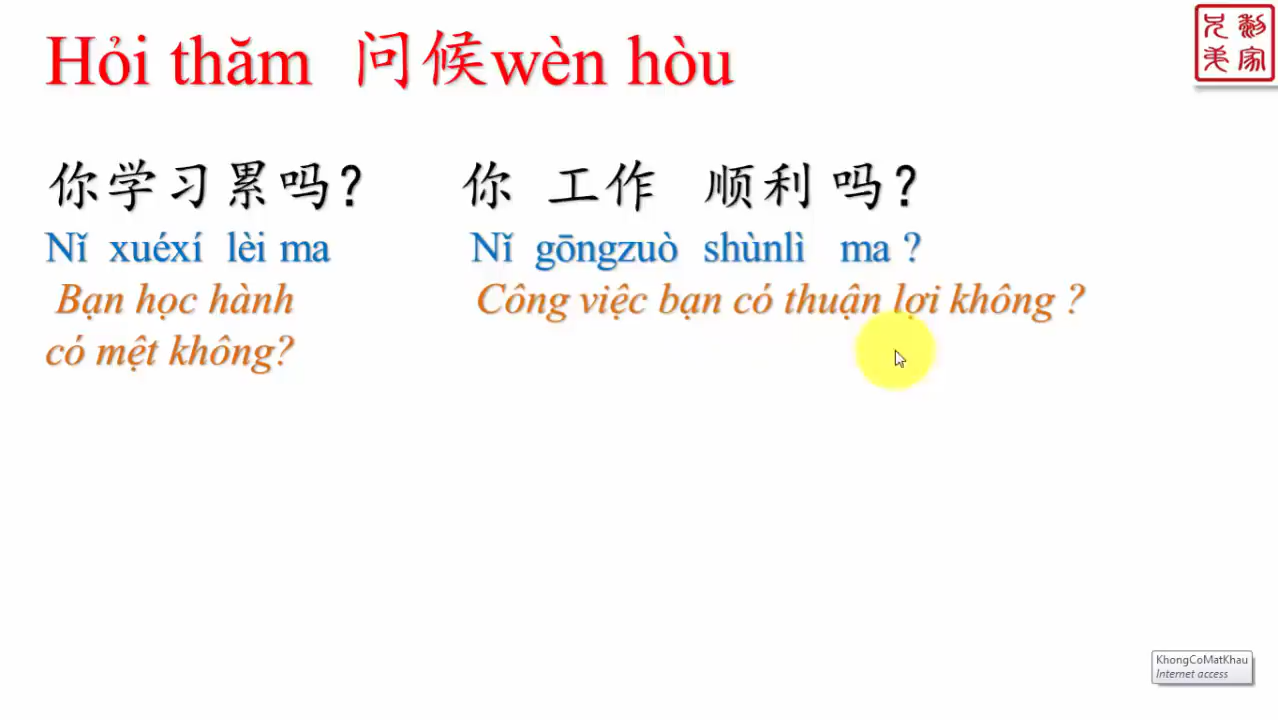 Hỏi thăm 问候wèn hòu
你学习累吗?
Nǐ xuéxí lèi ma
Bạn học hành
có mệt không?
你 工作 顺利 吗?
Nǐ gōngzuò shùnlì ma ?
Công việc bạn có thuận lợi không ?
KhongCoMatKhau
Internet access